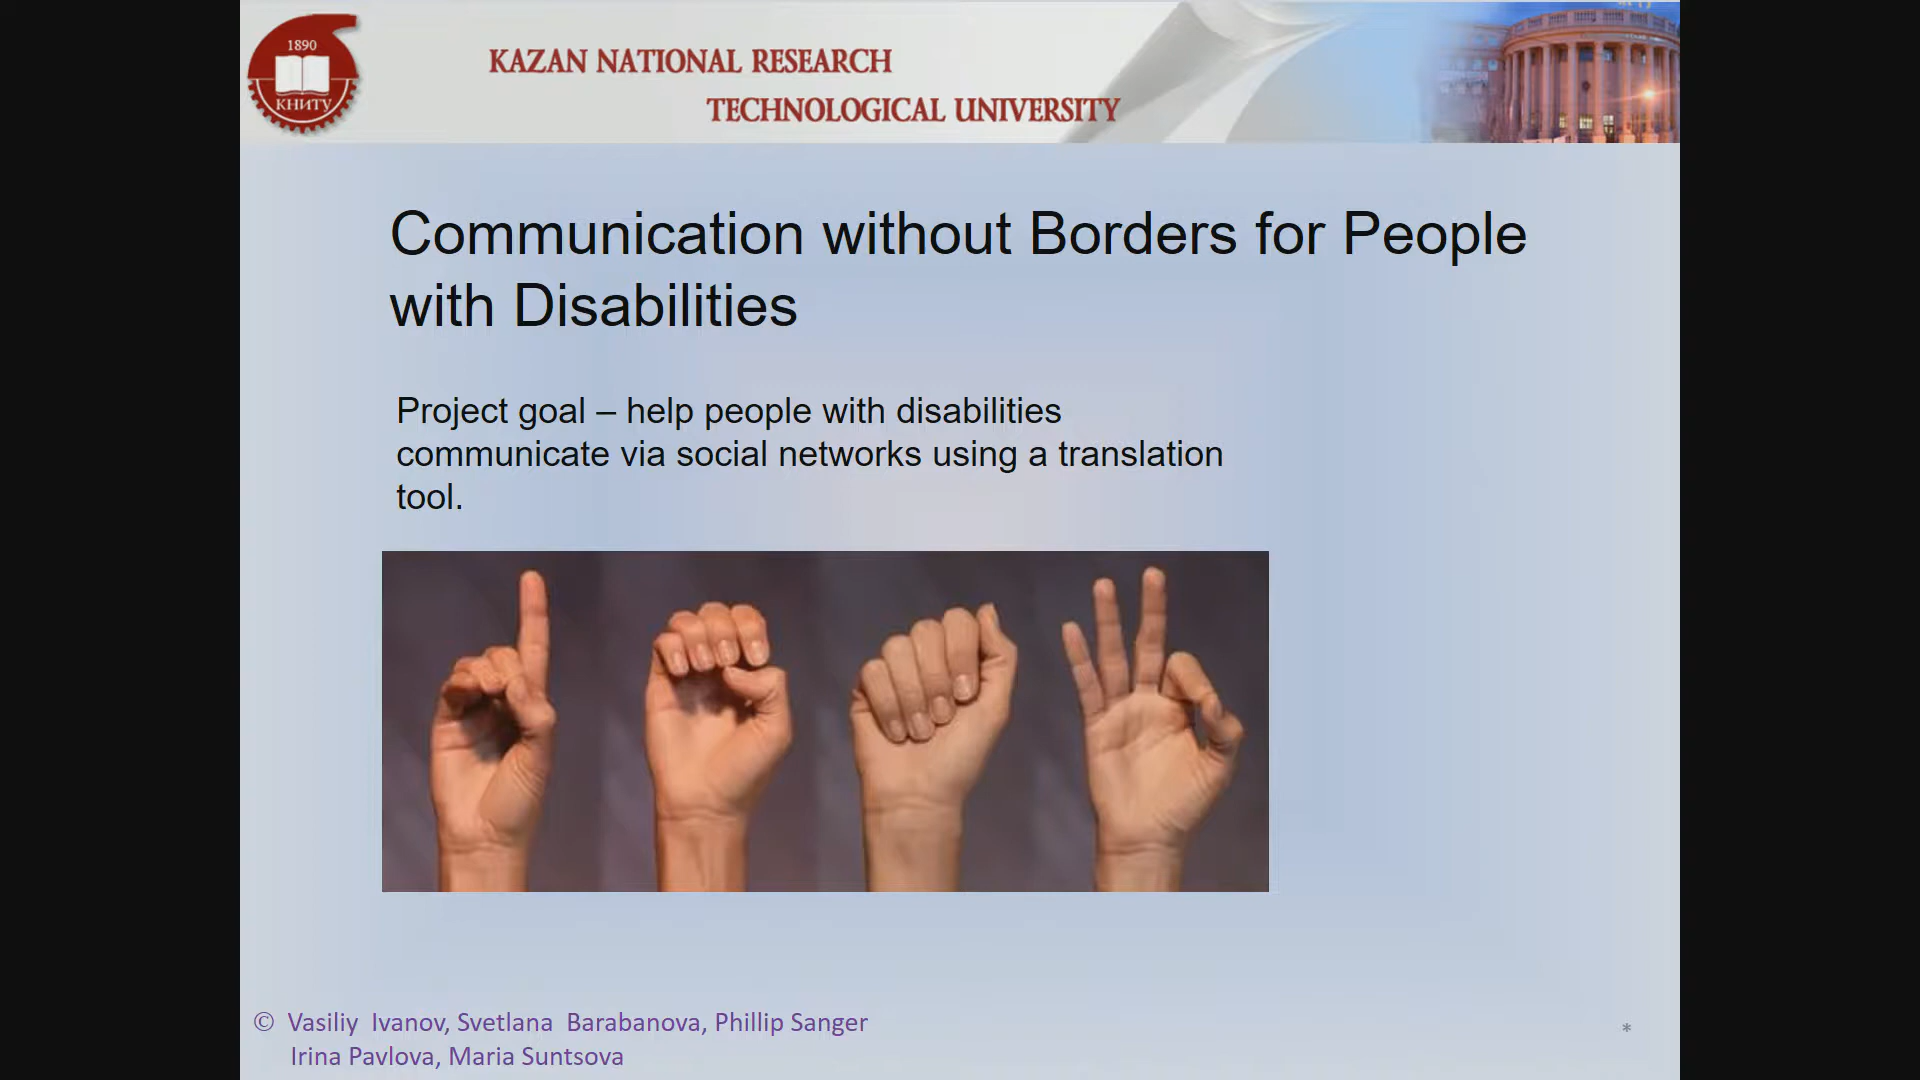 1890
КНИТУ
KAZAN NATIONAL RESEARCH
TECHNOLOGICAL UNIVERSITY
Communication without Borders for People
with Disabilities
Project goal – help people with disabilities
communicate via social networks using a translation
tool.
© Vasiliy Ivanov, Svetlana Barabanova, Phillip Sanger
Irina Pavlova, Maria Suntsova
*